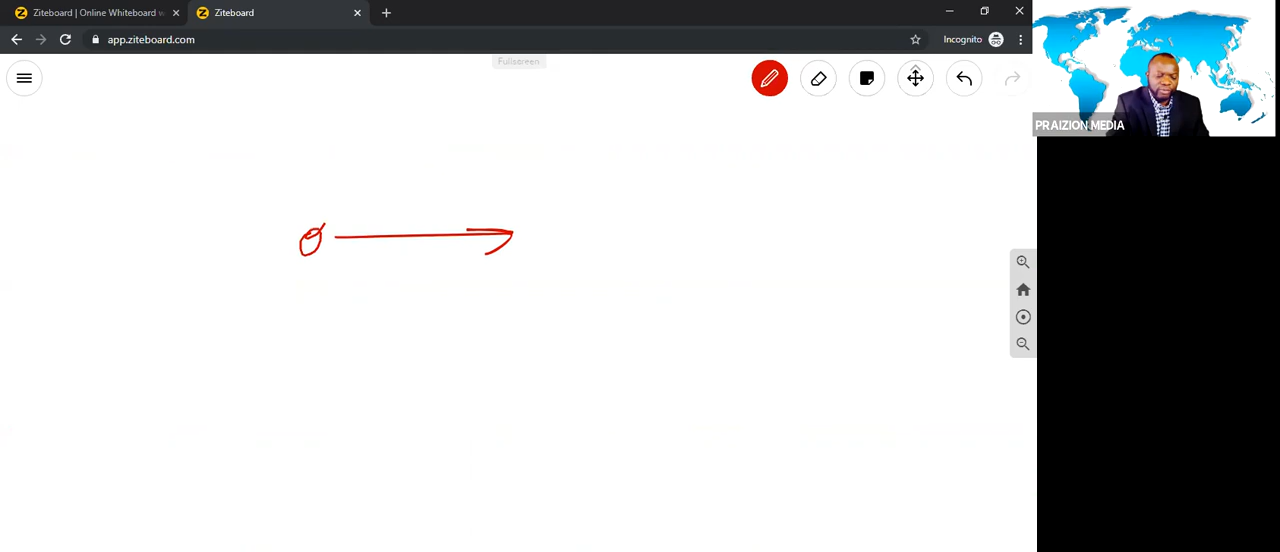 Ziteboard | Online Whiteboard w
Ziteboard
app.ziteboard.com
Incognito
Fullscreen
PRAIZION MEDIA